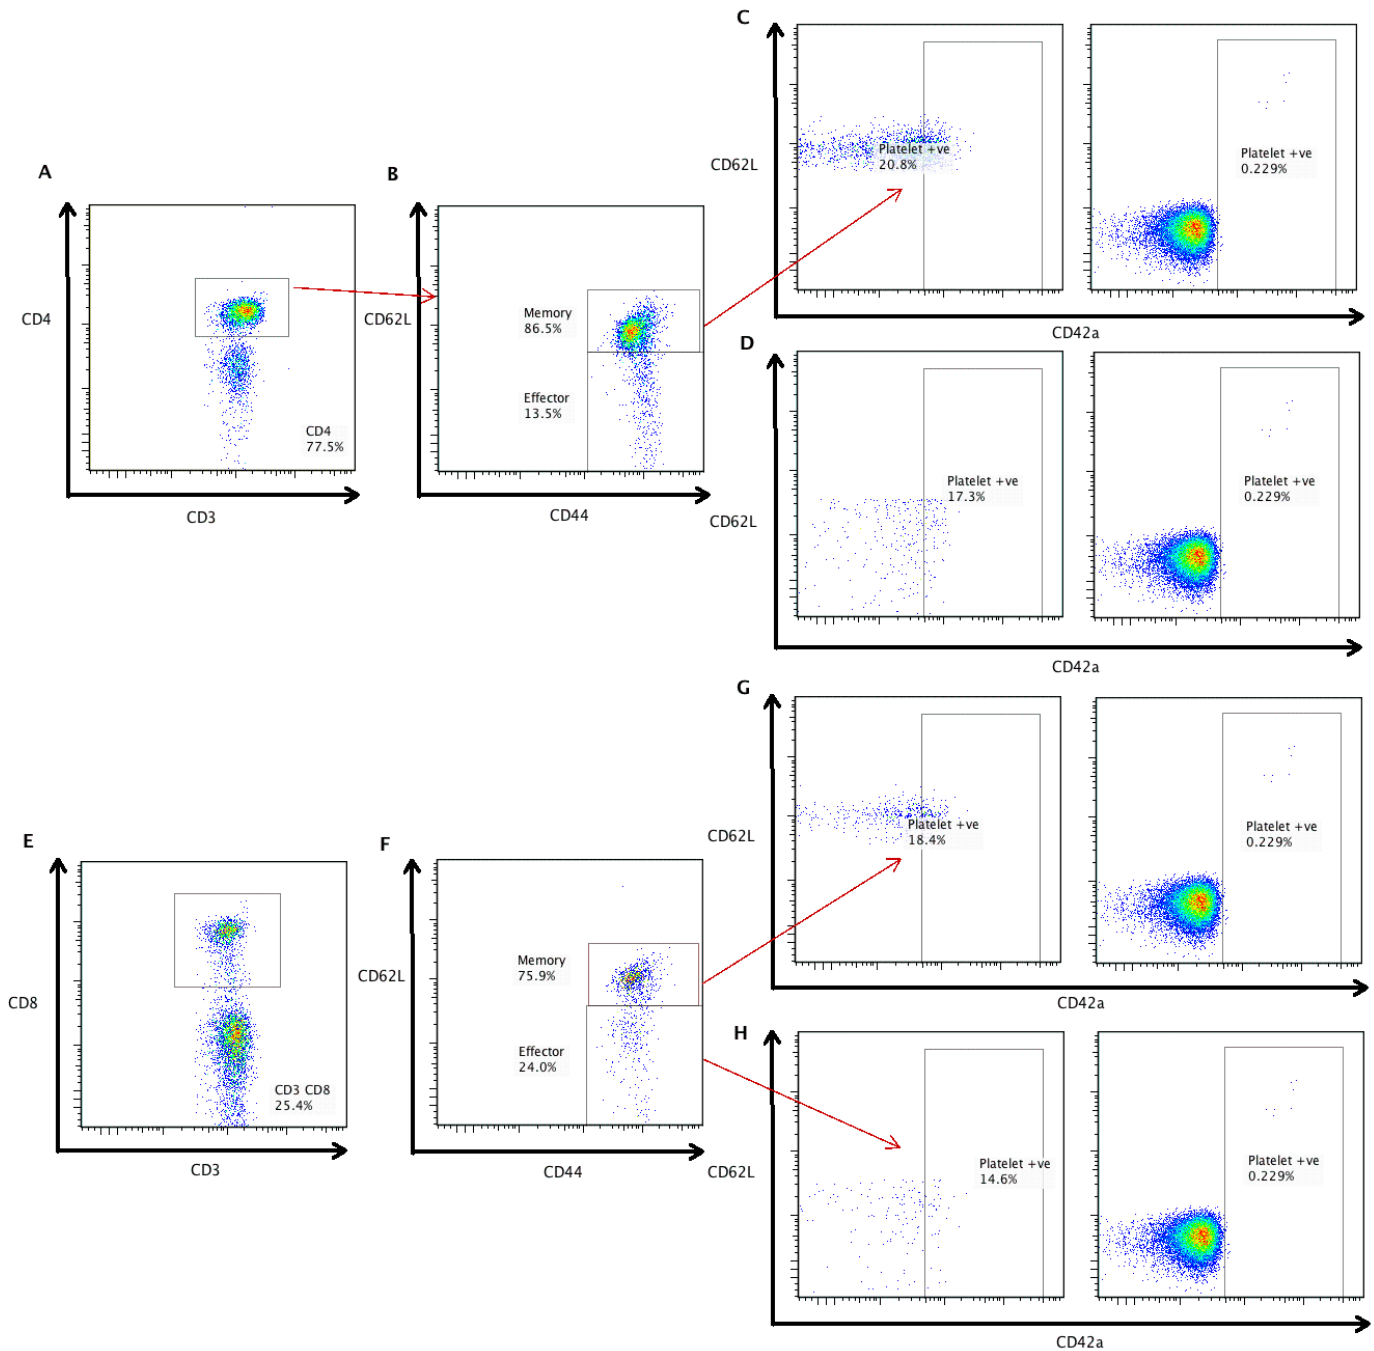 A
CD4
CD4
77.5%
CD3
B
CD62L
Memory
86.5%
Effector
13.5%
CD44
C
CD62L
Platelet +ve
20.8%
Platelet +ve
0.229%
CD42a
D
CD62L
Platelet +ve
17.3%
Platelet +ve
0.229%
CD42a
E
CD8
CD3 CD8
25.4%
CD3
F
CD62L
Memory
75.9%
Effector
24.0%
CD44
G
CD62L
Platelet +ve
18.4%
Platelet +ve
0.229%
CD42a
H
CD62L
Platelet +ve
14.6%
Platelet +ve
0.229%
CD42a